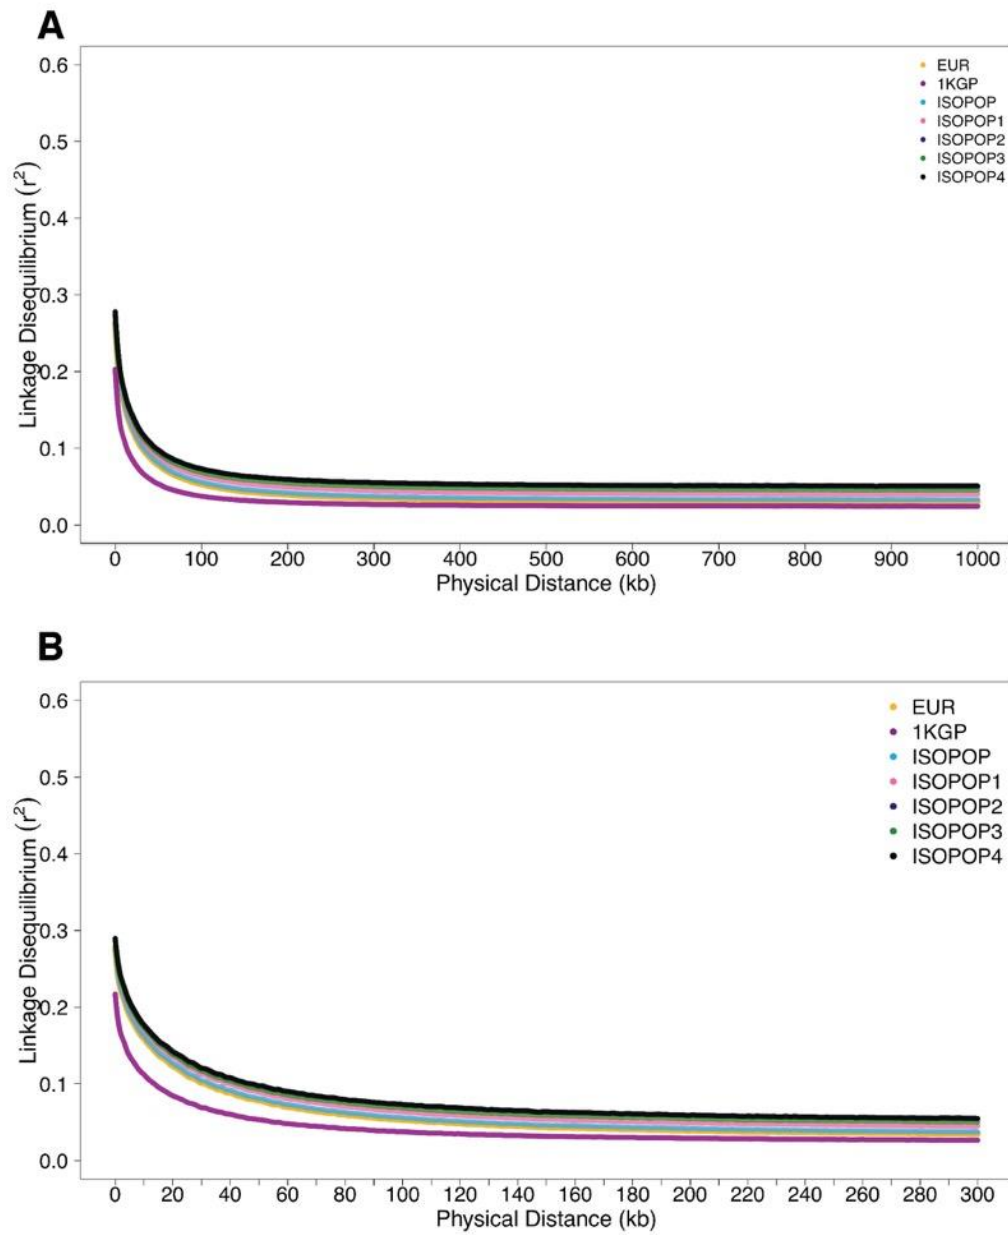 A
0.6
0.5
0.4
0.3
0.2
0.1
0.0
Linkage Disequilibrium (r²)
EUR
1KGP
ISOPOP
ISOPOP1
ISOPOP2
ISOPOP3
ISOPOP4
0 100 200 300 400 500 600 700 800 900 1000
Physical Distance (kb)
B
0.6
0.5
0.4
0.3
0.2
0.1
0.0
Linkage Disequilibrium (r²)
EUR
1KGP
ISOPOP
ISOPOP1
ISOPOP2
ISOPOP3
ISOPOP4
0 20 40 60 80 100 120 140 160 180 200 220 240 260 280 300
Physical Distance (kb)